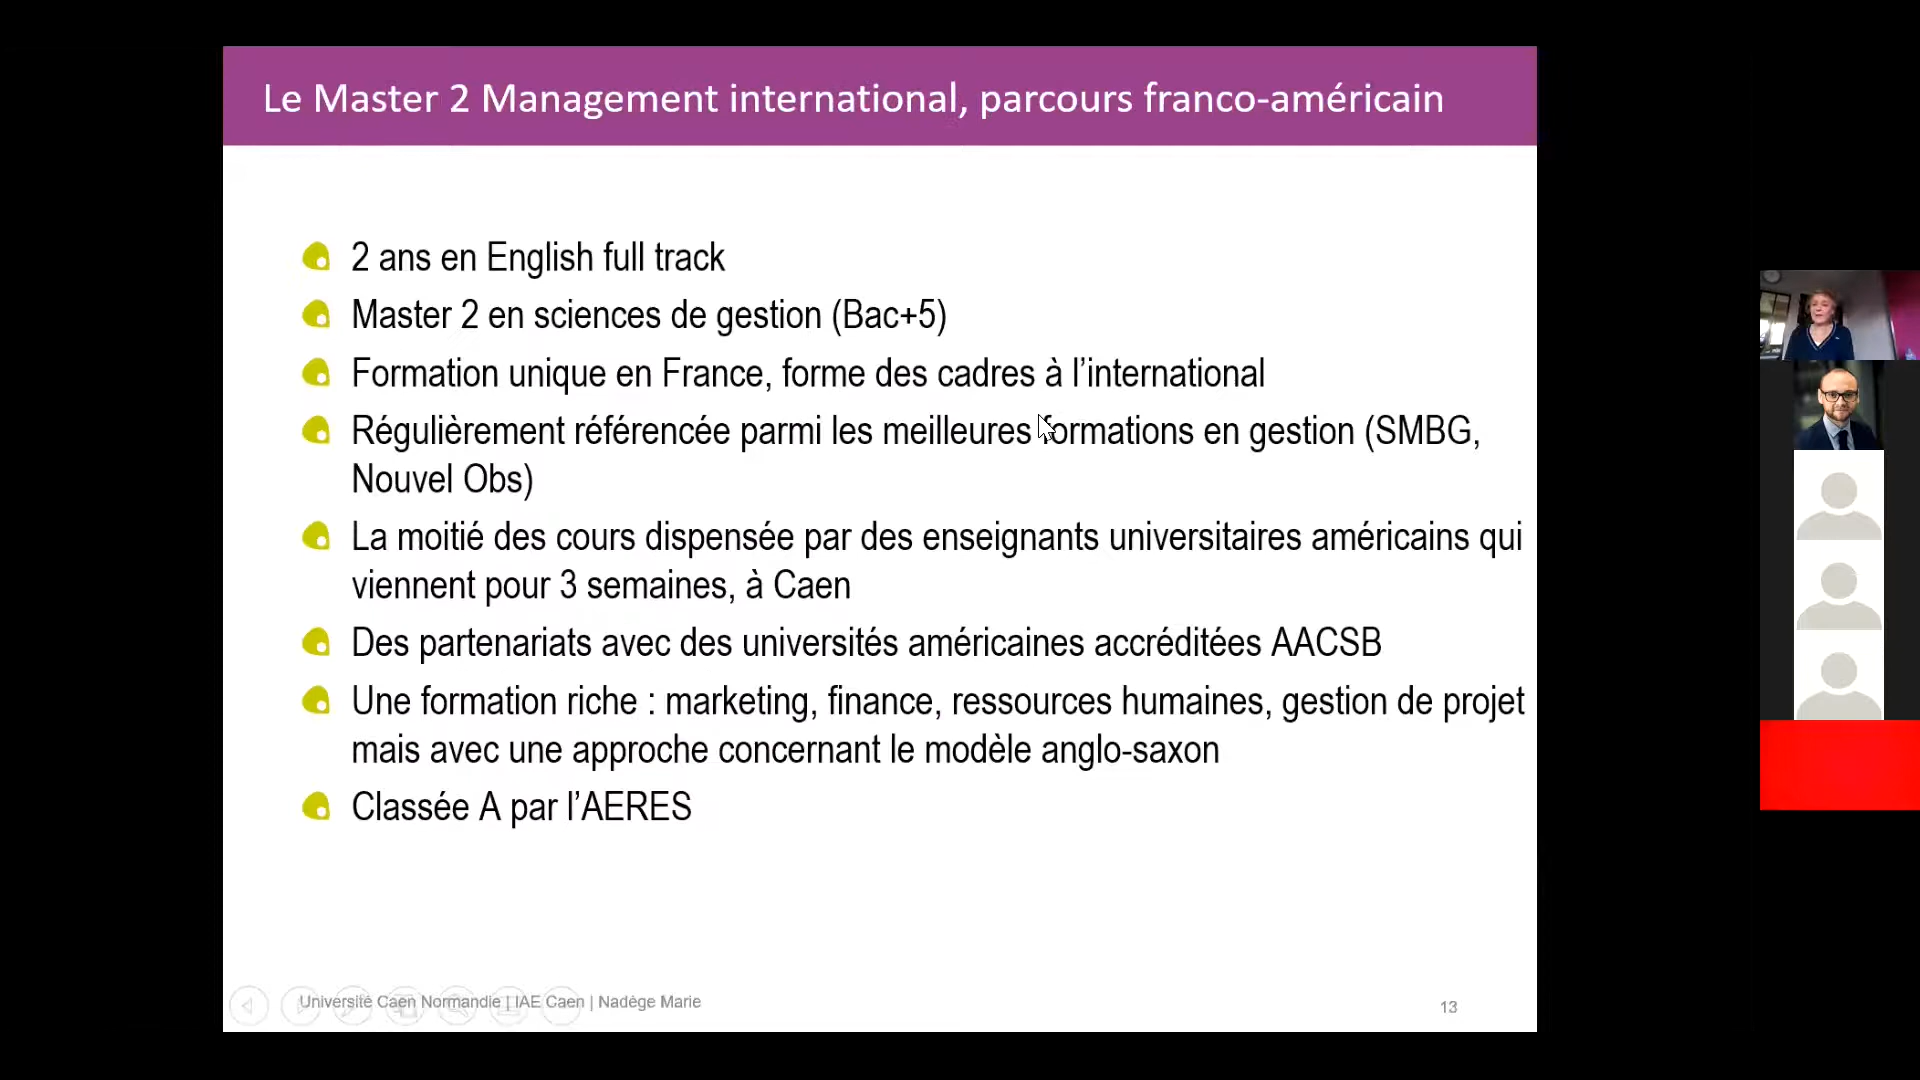 Le Master 2 Management international, parcours franco-américain
2 ans en English full track
Master 2 en sciences de gestion (Bac+5)
Formation unique en France, forme des cadres à l’international
Régulièrement référencée parmi les meilleures formations en gestion (SMBG,
Nouvel Obs)
La moitié des cours dispensée par des enseignants universitaires américains qui
viennent pour 3 semaines, à Caen
Des partenariats avec des universités américaines accréditées AACSB
Une formation riche : marketing, finance, ressources humaines, gestion de projet
mais avec une approche concernant le modèle anglo-saxon
Classée A par l’AERES
Université Caen Normandie | IAE Caen | Nadége Marie
13